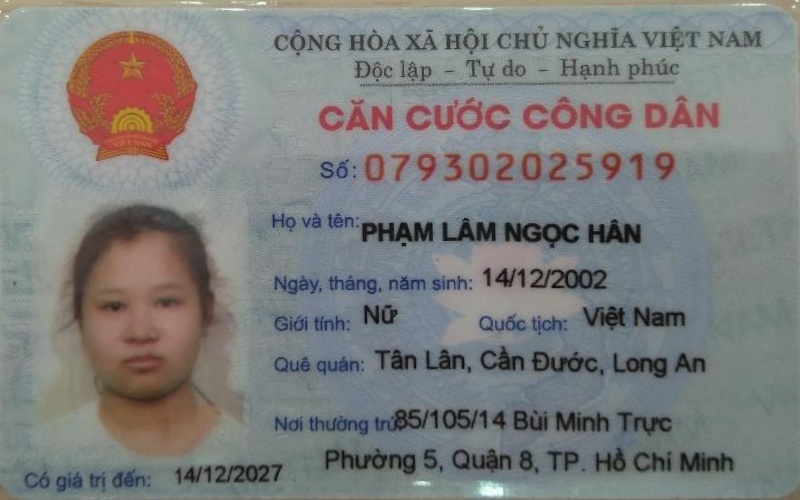 CỘNG HÒA XÃ HỘI CHỦ NGHĨA VIỆT NAM
Độc lập - Tự do - Hạnh phúc
CĂN CƯỚC CÔNG DÂN
Số: 079302025919
Họ và tên: PHẠM LÂM NGỌC HÂN
Ngày, tháng, năm sinh: 14/12/2002
Giới tính: Nữ Quốc tịch: Việt Nam
Quê quán: Tân Lân, Cần Đước, Long An
Nơi thường trú: 85/105/14 Bùi Minh Trực
Phường 5, Quận 8, TP. Hồ Chí Minh
Có giá trị đến: 14/12/2027